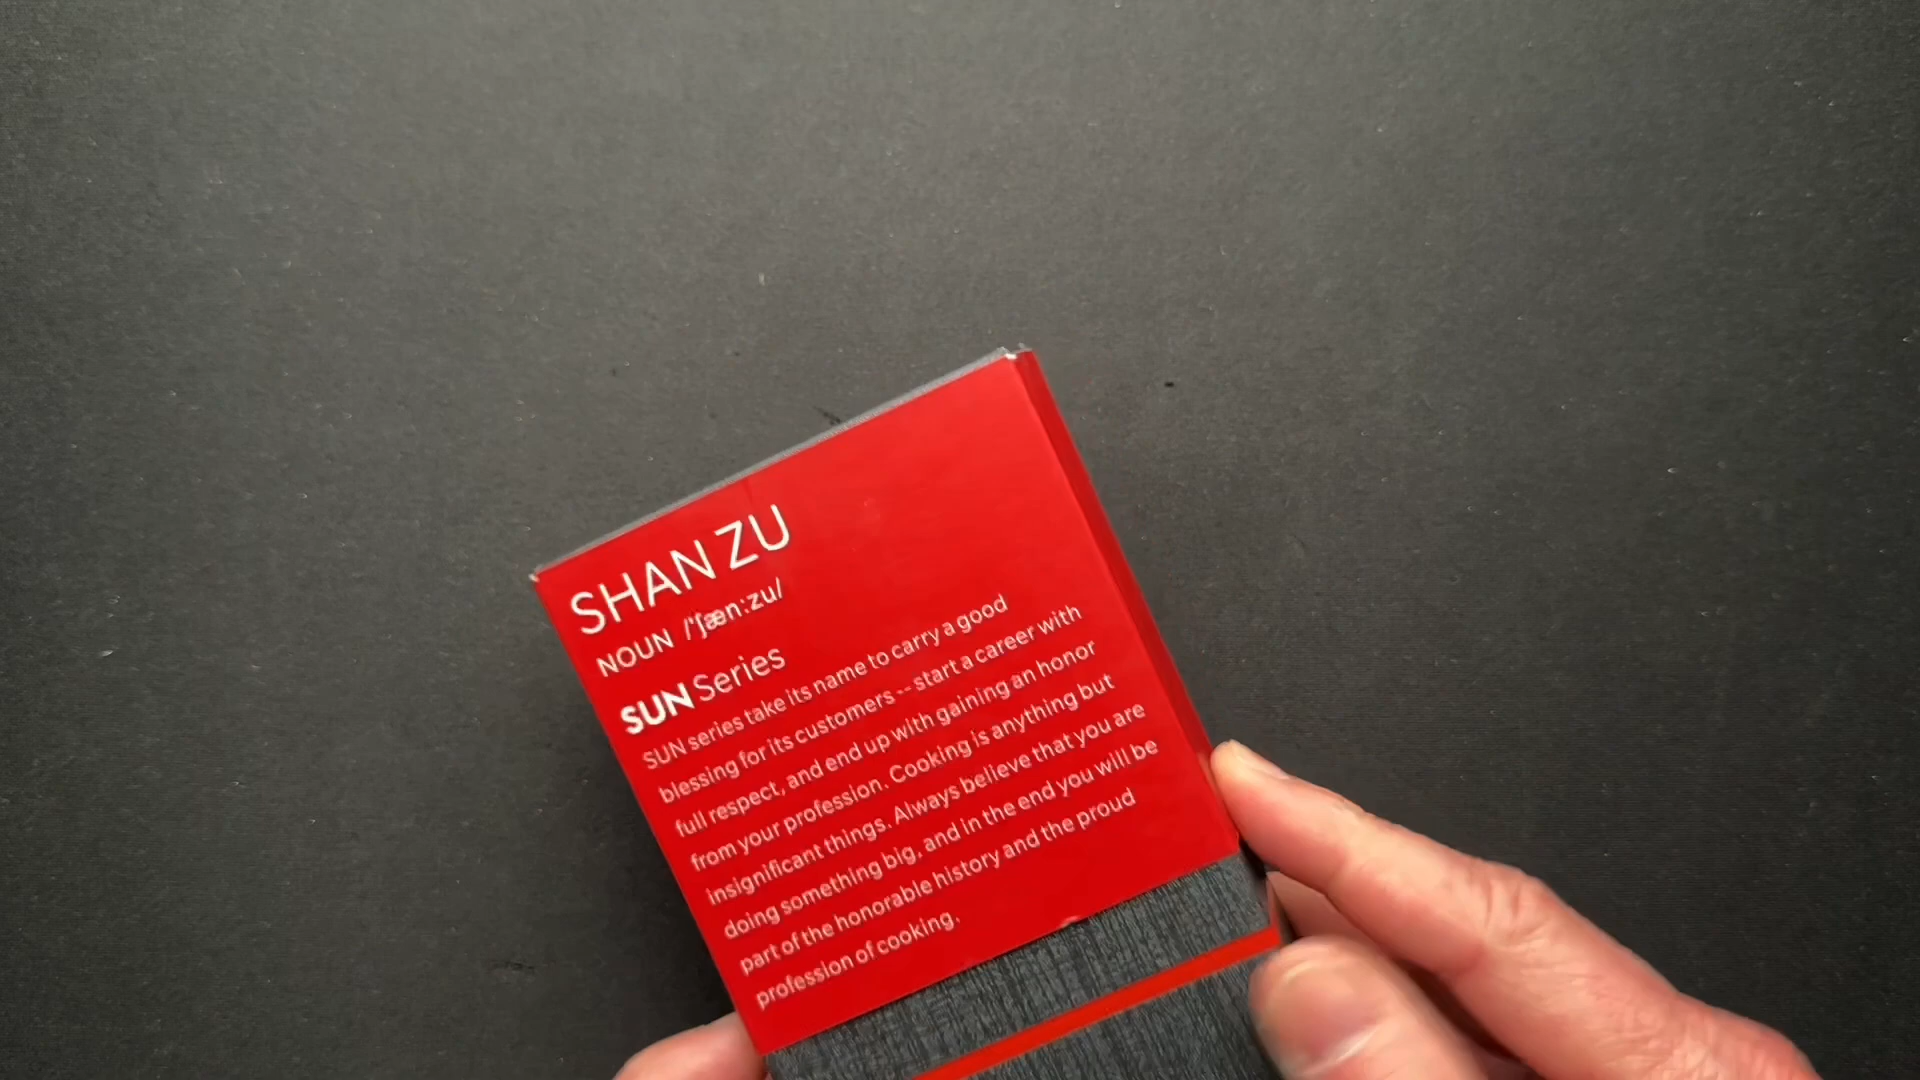 SHAN ZU
NOUN /'ʃæn:zu/
SUN Series
SUN series take its name to carry a good
blessing for its customers -- start a career with
full respect, and end up with gaining an honor
from your profession. Cooking is anything but
insignificant things. Always believe that you are
doing something big, and in the end you will be
part of the honorable history and the proud
profession of cooking.